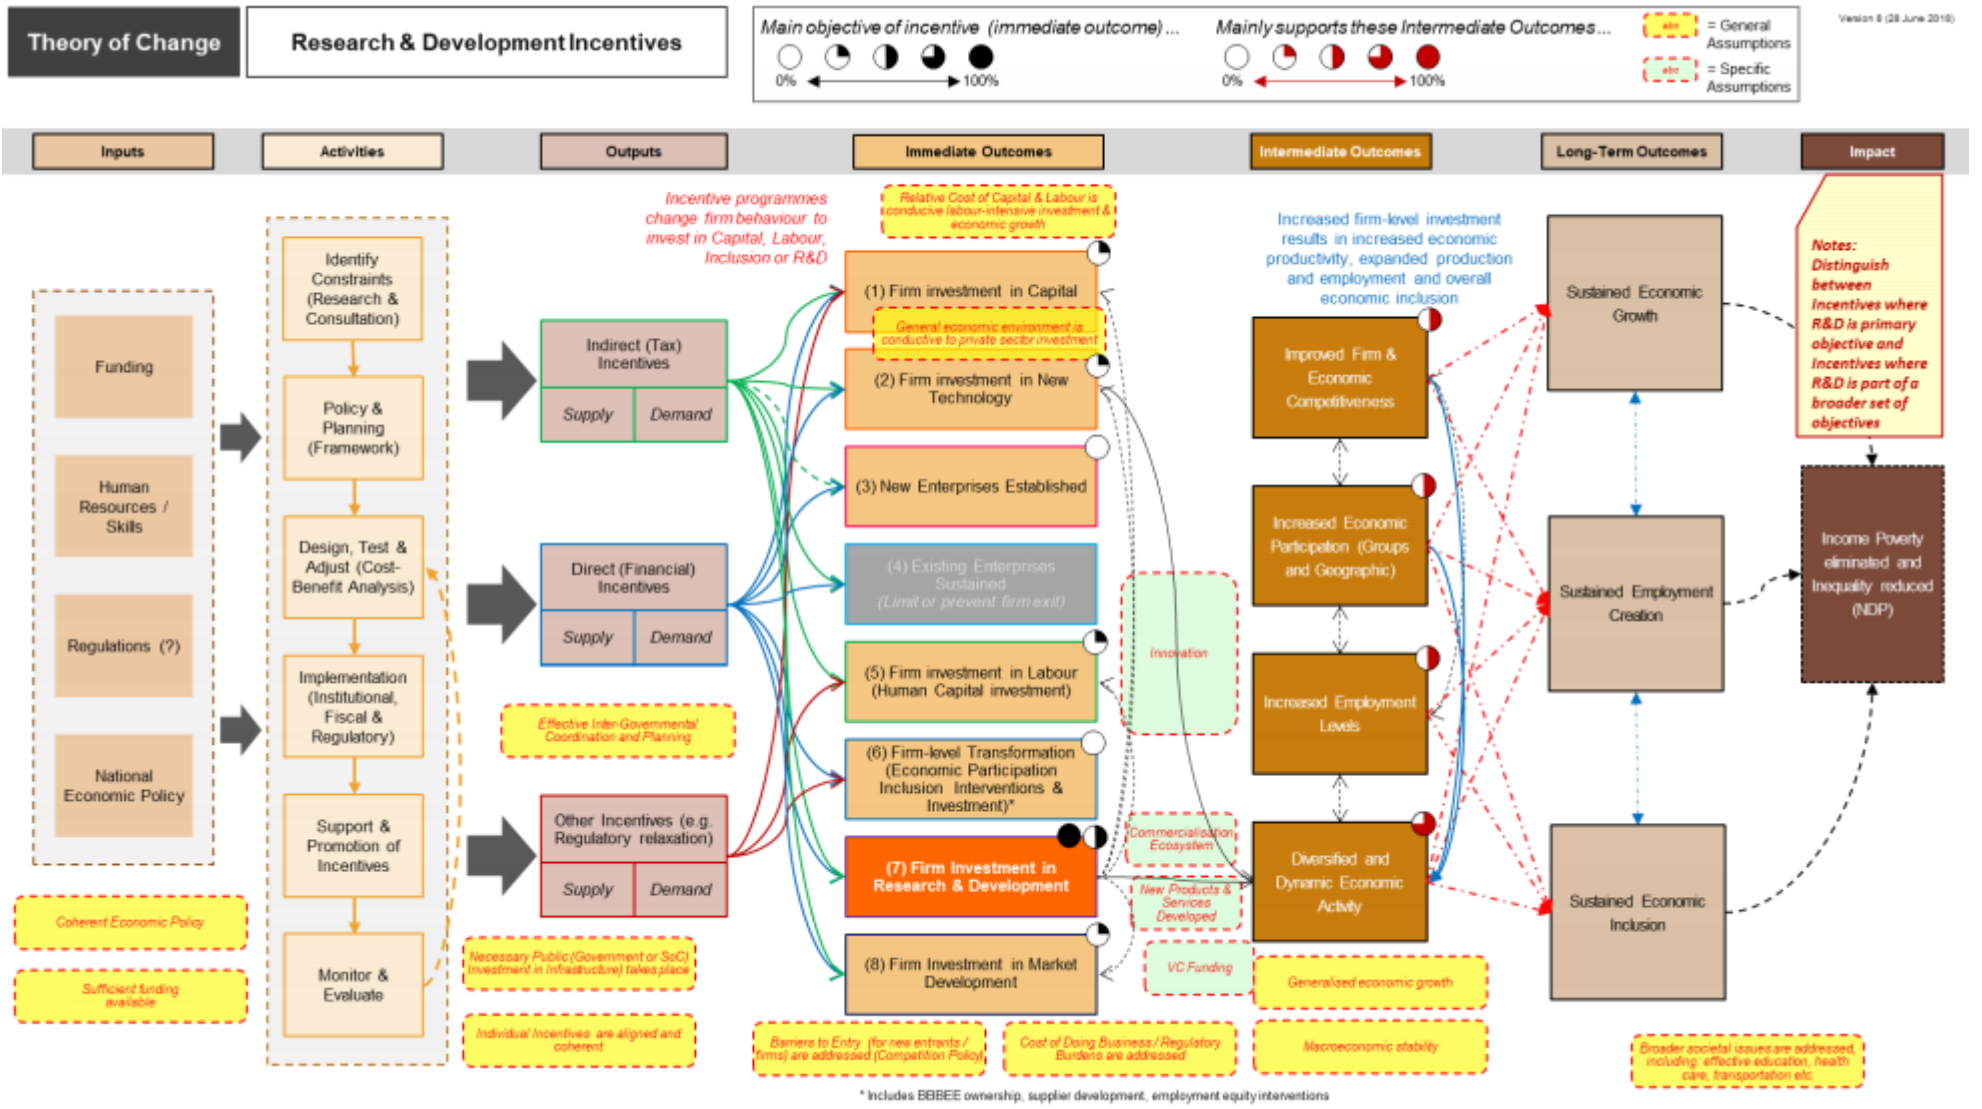 Theory of Change
Research & Development Incentives
Main objective of incentive (immediate outcome)...
0%
100%
Mainly supports these Intermediate Outcomes...
0%
100%
abc
= General
Assumptions
abc
= Specific
Assumptions
Version 8 (28 June 2018)
Inputs
Activities
Outputs
Immediate Outcomes
Intermediate Outcomes
Long-Term Outcomes
Impact
Funding
Human
Resources /
Skills
Regulations (?)
National
Economic Policy
Coherent Economic Policy
Sufficient funding
available
Identify
Constraints
(Research &
Consultation)
Policy &
Planning
(Framework)
Design, Test &
Adjust (Cost-
Benefit Analysis)
Implementation
(Institutional,
Fiscal &
Regulatory)
Support &
Promotion of
Incentives
Monitor &
Evaluate
Incentive programmes
change firm behaviour to
invest in Capital, Labour,
Inclusion or R&D
Indirect (Tax)
Incentives
Supply
Demand
Direct (Financial)
Incentives
Supply
Demand
Effective Inter-Governmental
Coordination and Planning
Other Incentives (e.g.
Regulatory relaxation)
Supply
Demand
Necessary Public (Government or SoC)
Investment in Infrastructure) takes place
Individual Incentives are aligned and
coherent
Relative Cost of Capital & Labour is
conducive labour-intensive investment &
economic growth
(1) Firm investment in Capital
General economic environment is
conductive to private sector investment
(2) Firm investment in New
Technology
(3) New Enterprises Established
(4) Existing Enterprises
Sustained
(Limit or prevent firm exit)
(5) Firm investment in Labour
(Human Capital investment)
(6) Firm-level Transformation
(Economic Participation
Inclusion Interventions &
Investment)*
(7) Firm Investment in
Research & Development
(8) Firm Investment in Market
Development
Barriers to Entry (for new entrants /
firms) are addressed (Competition Policy)
Cost of Doing Business / Regulatory
Burdens are addressed
* Includes BBBEE ownership, supplier development, employment equity interventions
Innovation
Commercialisation
Ecosystem
New Products &
Services
Developed
VC Funding
Increased firm-level investment
results in increased economic
productivity, expanded production
and employment and overall
economic inclusion
Improved Firm &
Economic
Competitiveness
Increased Economic
Participation (Groups
and Geographic)
Increased Employment
Levels
Diversified and
Dynamic Economic
Activity
Generalised economic growth
Macroeconomic stability
Sustained Economic
Growth
Sustained Employment
Creation
Sustained Economic
Inclusion
Notes:
Distinguish
between
Incentives where
R&D is primary
objective and
Incentives where
R&D is part of a
broader set of
objectives
Income Poverty
eliminated and
Inequality reduced
(NDP)
Broader societal issues are addressed,
including: effective education, health
care, transportation etc.